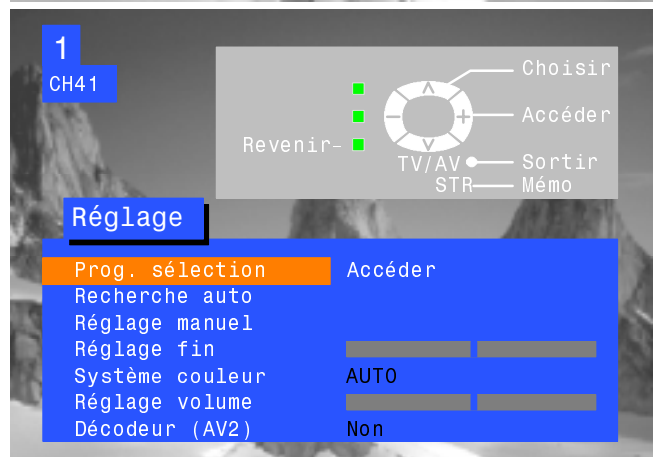 1
CH41
Choisir
Accéder
Revenir-
TV/AV Sortir
STR Mémo
Réglage
Prog. sélection Accéder
Recherche auto
Réglage manuel
Réglage fin
Système couleur AUTO
Réglage volume
Décodeur (AV2) Non